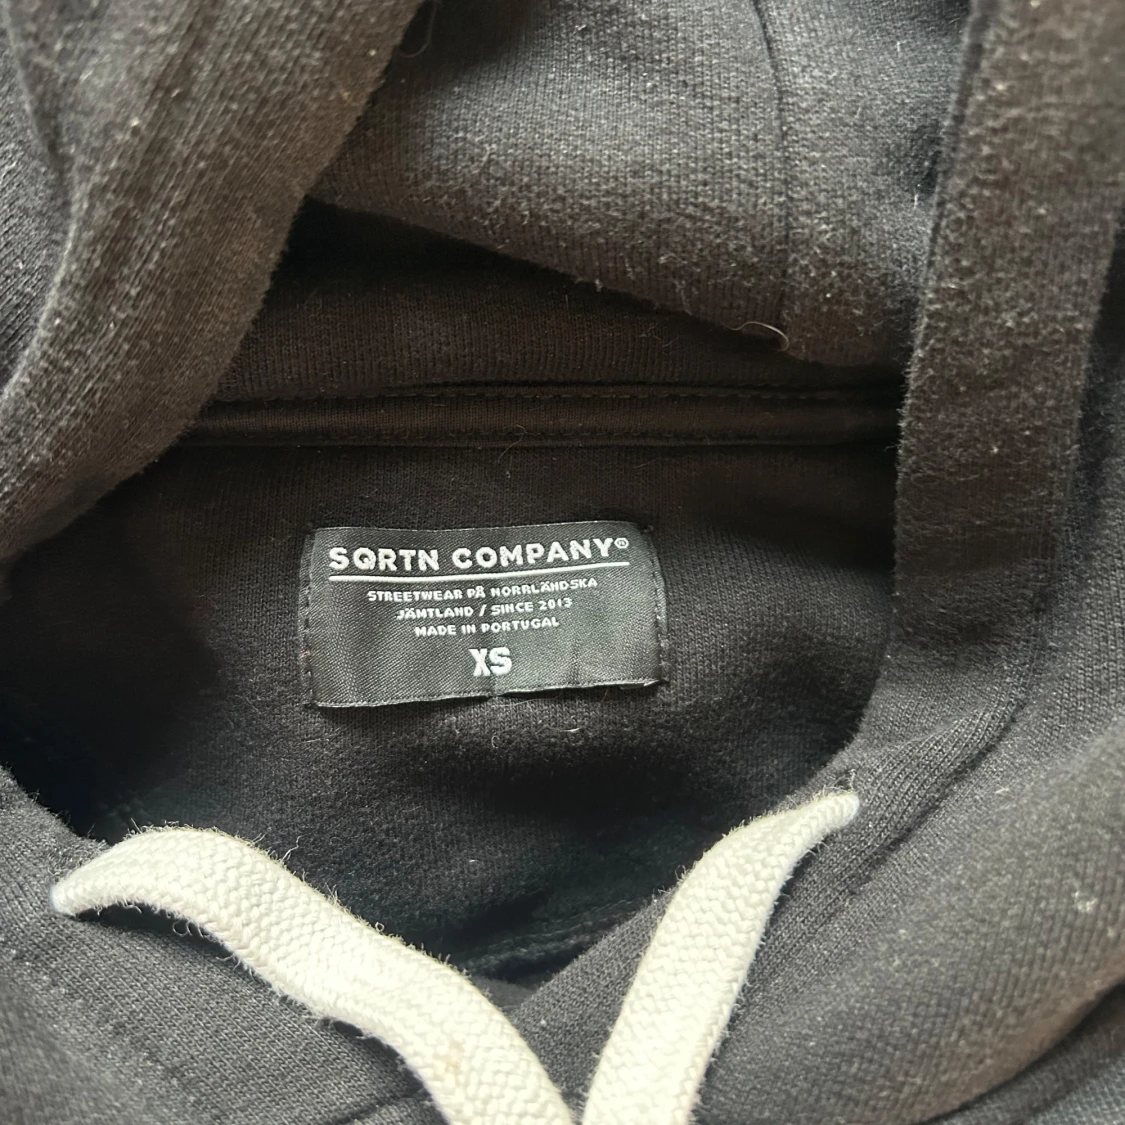 SQRTN COMPANY®
STREETWEAR PÅ NORRLÄNDSKA
JÄMTLAND / SINCE 2013
MADE IN PORTUGAL
XS